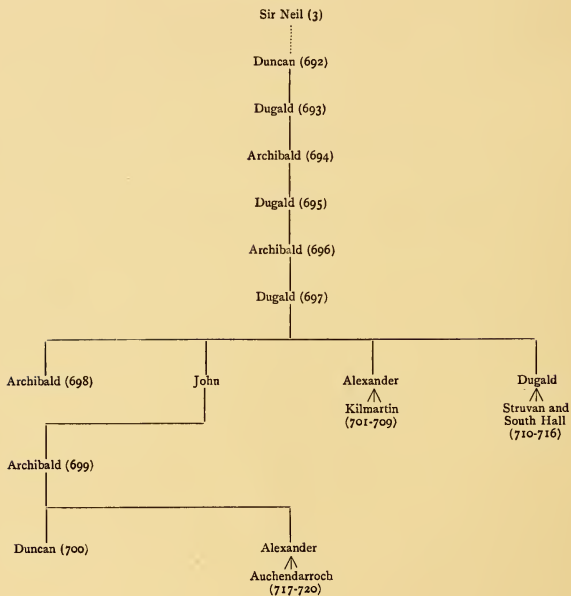 Sir Neil (3)
Duncan (692)
Dugald (693)
Archibald (694)
Dugald (695)
Archibald (696)
Dugald (697)
Archibald (698)
John
Alexander
Kilmartin
(701-709)
Dugald
Struvan and
South Hall
(710-716)
Archibald (699)
Duncan (700)
Alexander
Auchendarroch
(717-720)